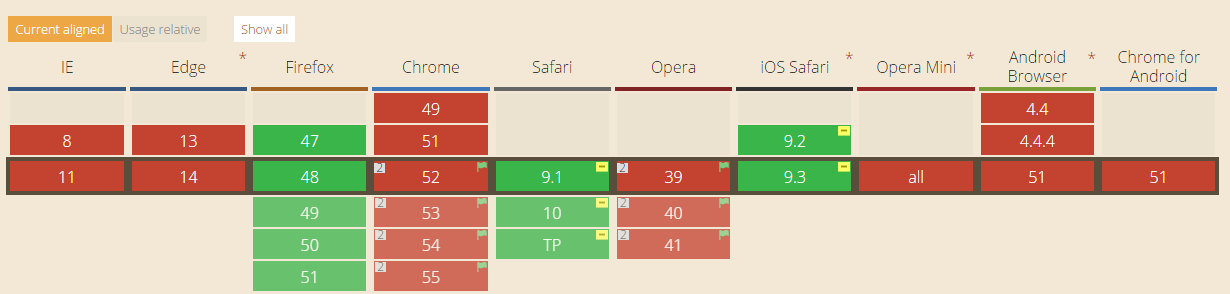 Current aligned Usage relative Show all
IE Edge * Firefox Chrome Safari Opera iOS Safari * Opera Mini * Android Browser * Chrome for Android
49 4.4
8 13 47 51 9.2 4.4.4
11 14 48 2 52 9.1 2 39 9.3 all 51 51
49 2 53 10 2 40
50 2 54 TP 2 41
51 2 55